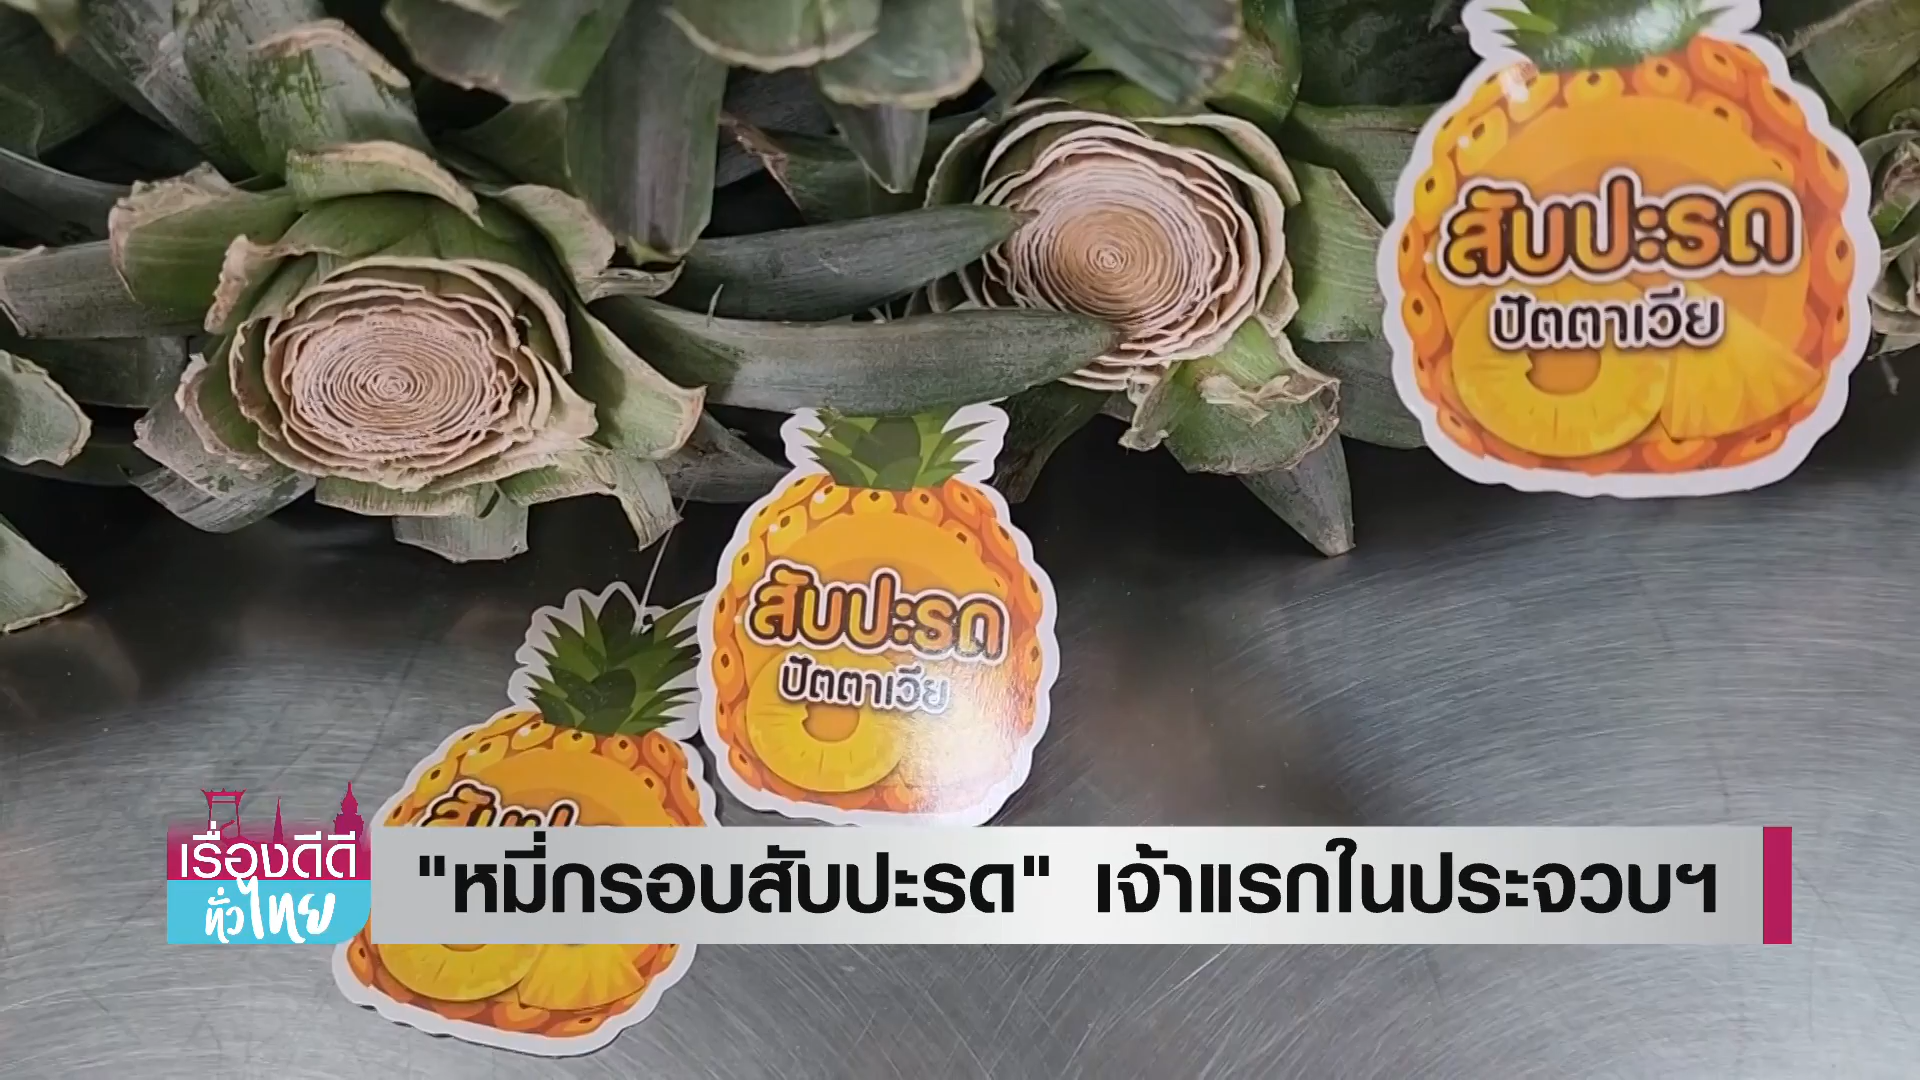 สับปะรด
ปัตตาเวีย
สับปะรด
ปัตตาเวีย
เรื่องดีดี
ทั่วไทย
"หมี่กรอบสับปะรด" เจ้าแรกในประจวบฯ